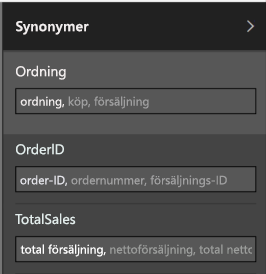 Synonymer
Ordning
ordning, köp, försäljning
OrderID
order-ID, ordernummer, försäljnings-ID
TotalSales
total försäljning, nettoförsäljning, total nettc